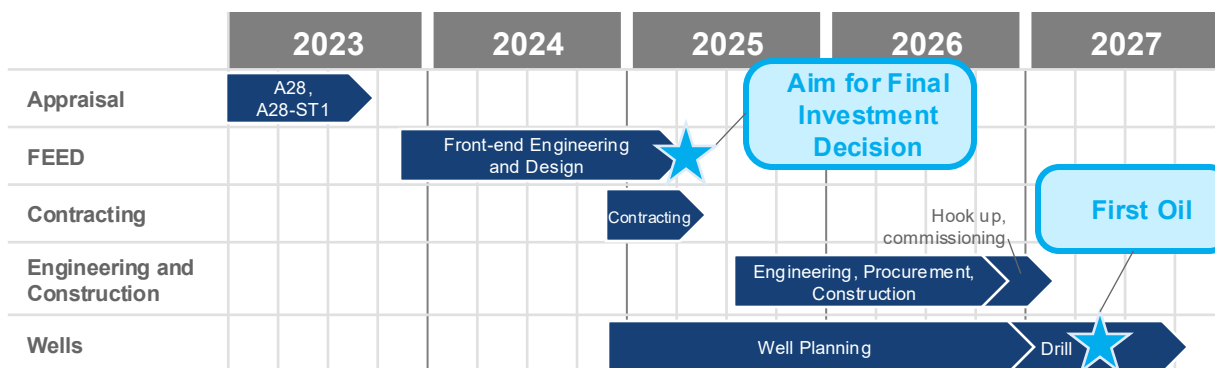 2023 2024 2025 2026 2027
Appraisal
A28,
A28-ST1
Aim for Final
Investment
Decision
FEED
Front-end Engineering
and Design
Contracting
Contracting
First Oil
Hook up,
commissioning
Engineering and
Construction
Engineering, Procurement,
Construction
Wells
Well Planning
Drill